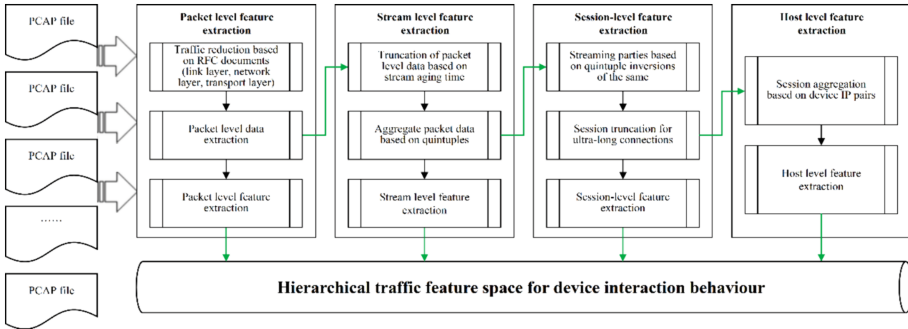 PCAP file
PCAP file
PCAP file
......
PCAP file
Packet level feature
extraction
Traffic reduction based
on RFC documents
(link layer, network
layer, transport layer)
Packet level data
extraction
Packet level feature
extraction
Stream level feature
extraction
Truncation of packet
level data based on
stream aging time
Aggregate packet data
based on quintuples
Stream level feature
extraction
Session-level feature
extraction
Streaming parties based
on quintuple inversions
of the same
Session truncation for
ultra-long connections
Session-level feature
extraction
Host level feature
extraction
Session aggregation
based on device IP pairs
Host level feature
extraction
Hierarchical traffic feature space for device interaction behaviour